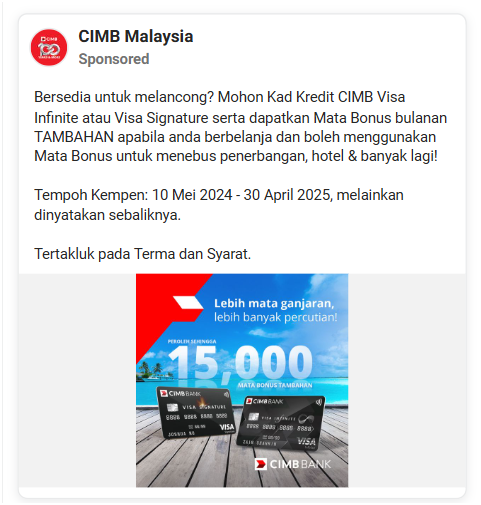 CIMB Malaysia
Sponsored
Bersedia untuk melancong? Mohon Kad Kredit CIMB Visa
Infinite atau Visa Signature serta dapatkan Mata Bonus bulanan
TAMBAHAN apabila anda berbelanja dan boleh menggunakan
Mata Bonus untuk menebus penerbangan, hotel & banyak lagi!
Tempoh Kempen: 10 Mei 2024 - 30 April 2025, melainkan
dinyatakan sebaliknya.
Tertakluk pada Terma dan Syarat.
Lebih mata ganjaran,
lebih banyak percutian!
PEROLEH SEHINGGA
15,000
MATA BONUS TAMBAHAN
CIMB BANK
VISA SIGNATURE
VISA
CIMB BANK
VISA INFINITE
VISA
CIMB BANK